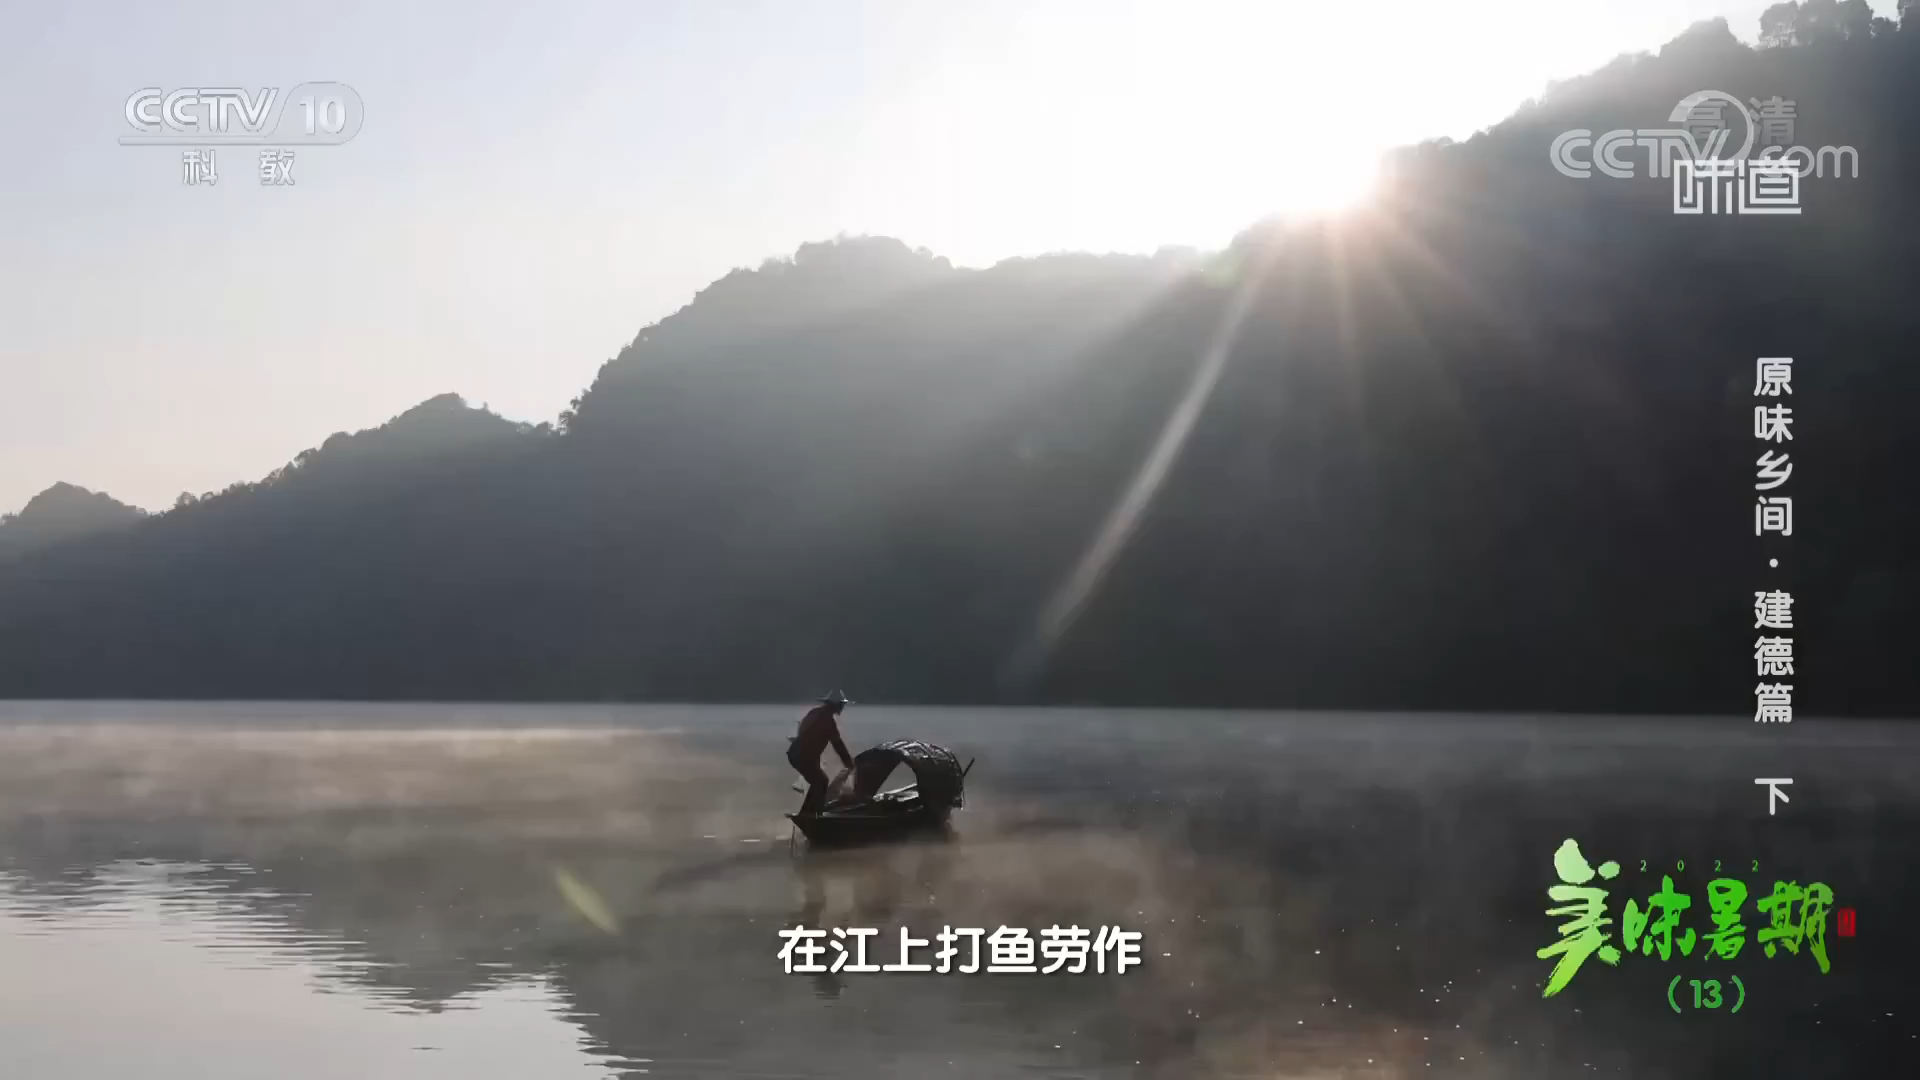 CCTV 10
科 教
高清
CCTV.com
味道
原味乡间·建德篇 下
2022
美味暑期
(13)
在江上打鱼劳作